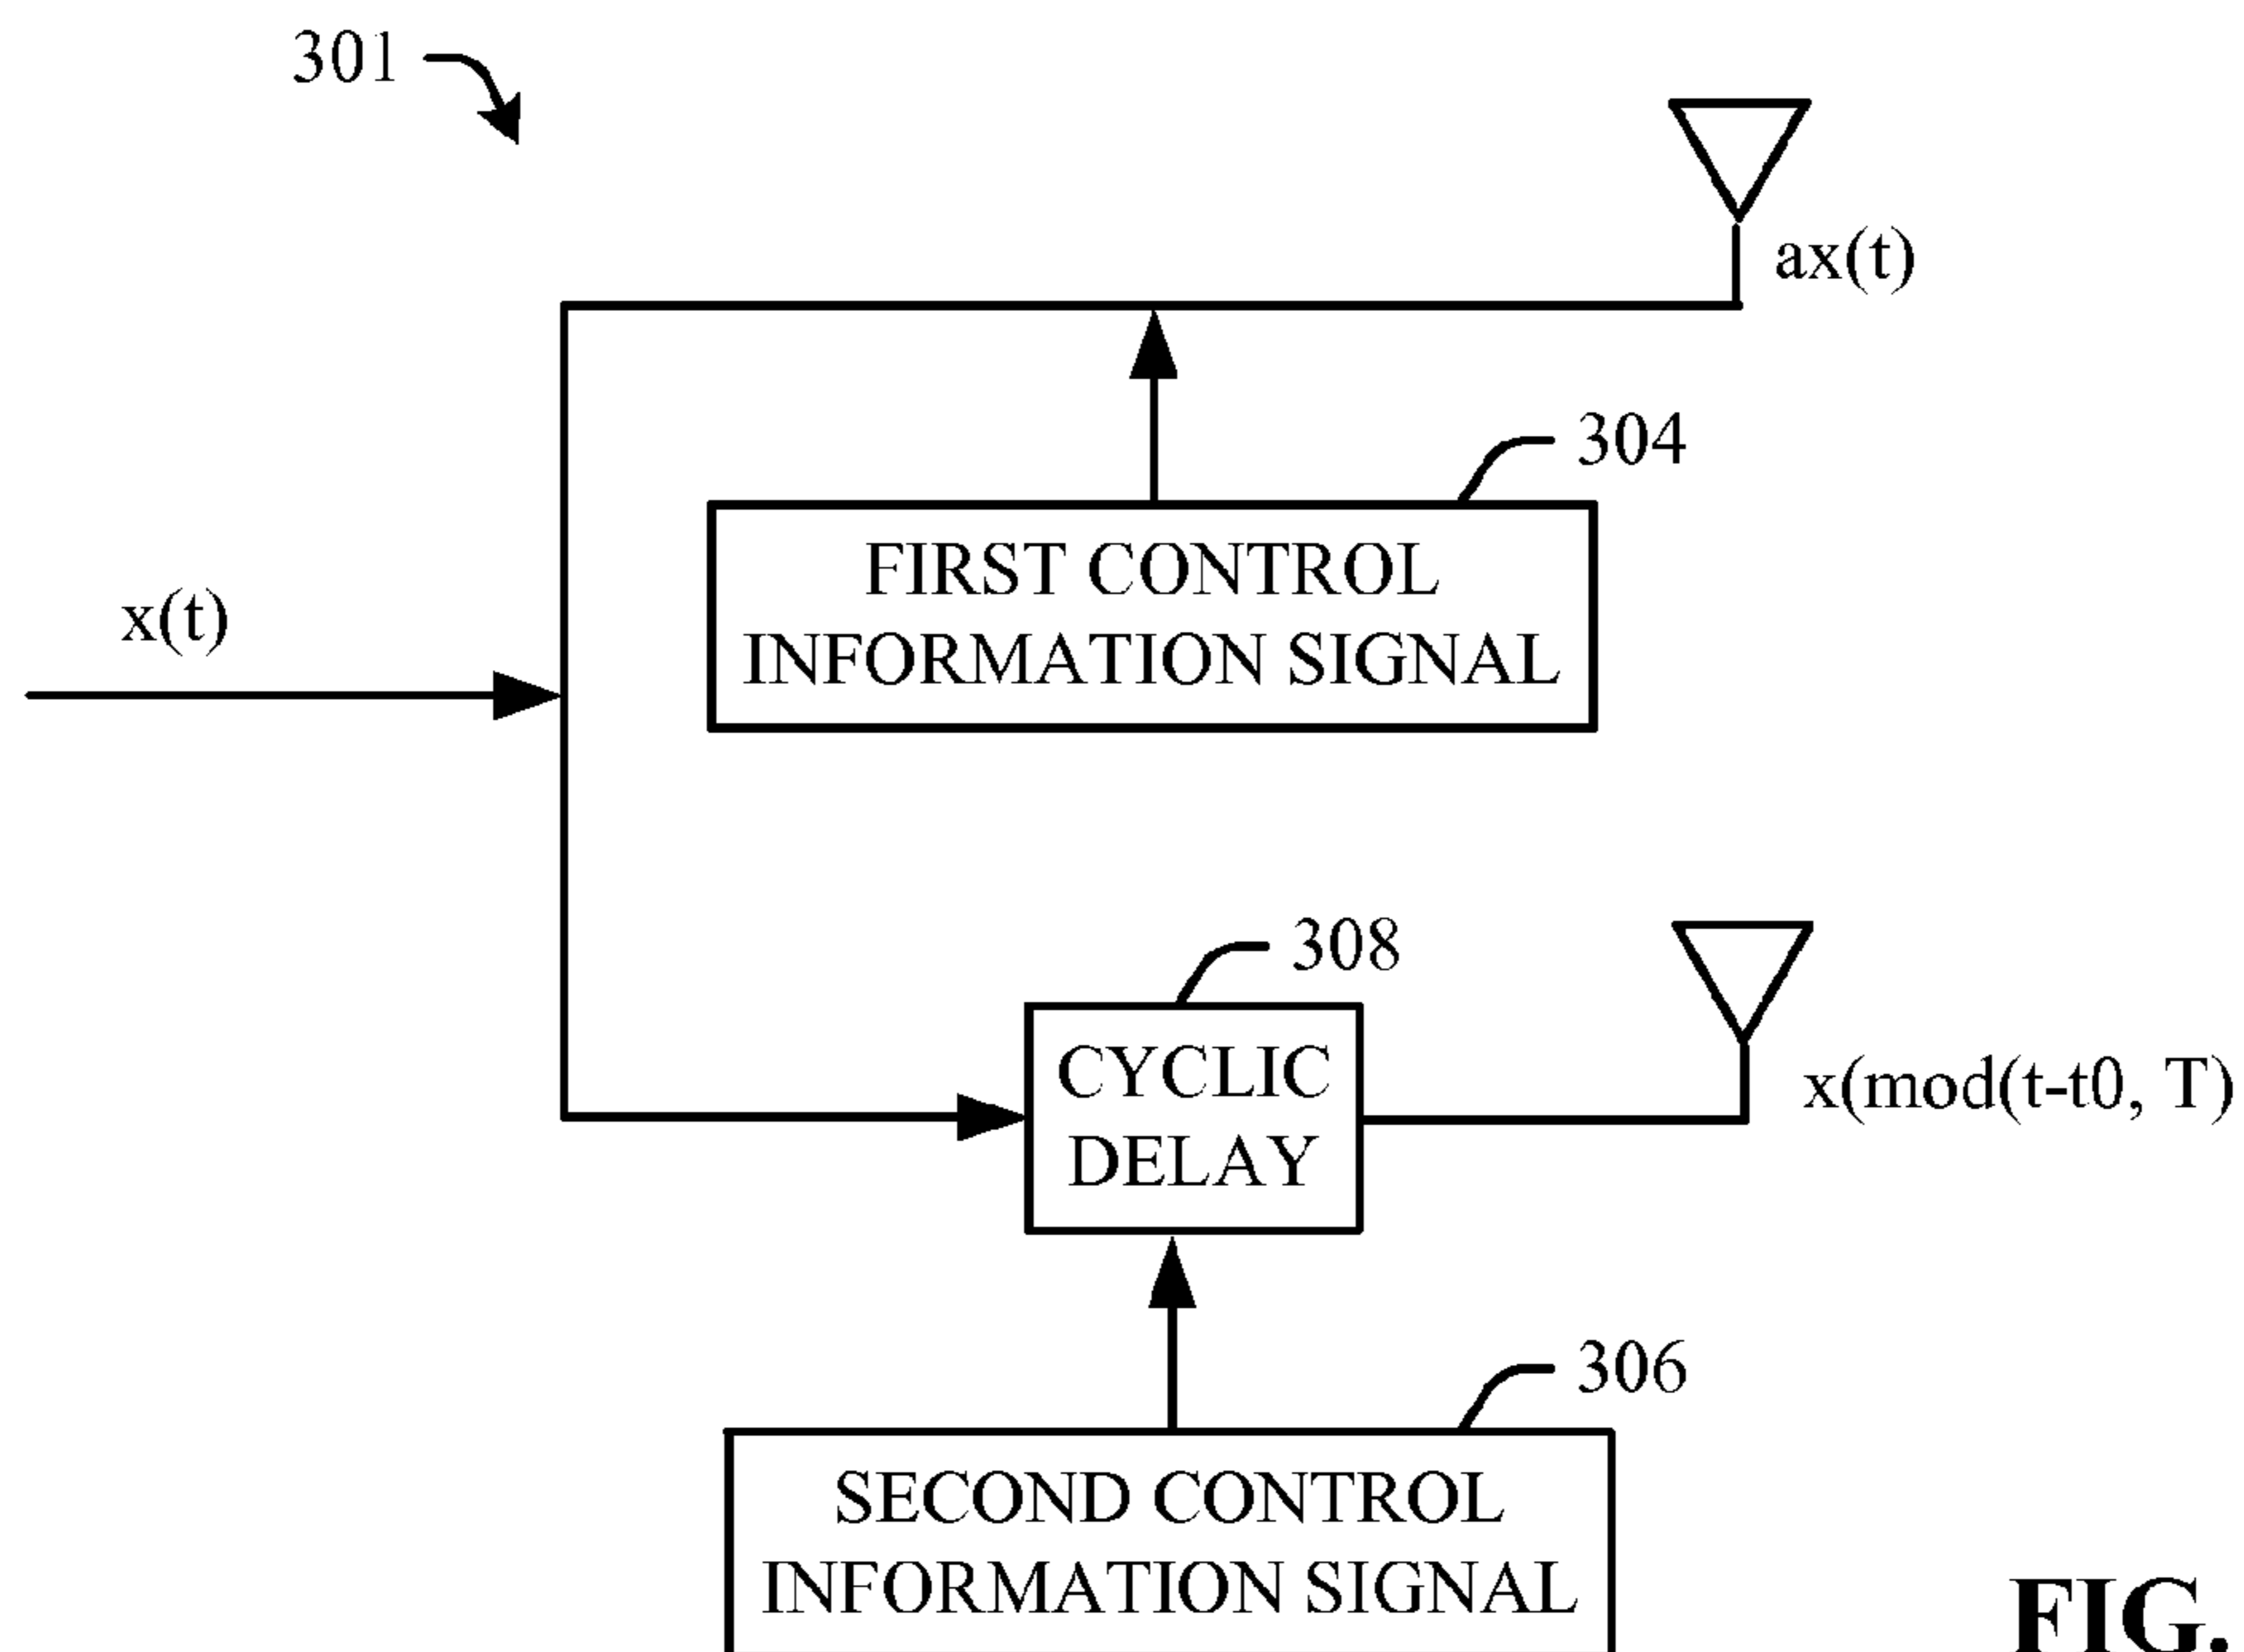 301
ax(t)
304
FIRST CONTROL
INFORMATION SIGNAL
x(t)
308
CYCLIC
DELAY
x(mod(t-t0, T)
306
SECOND CONTROL
INFORMATION SIGNAL
FIG.